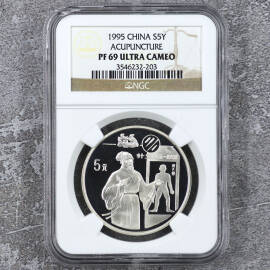 1995 CHINA S5Y
ACUPUNCTURE
PF 69 ULTRA CAMEO
3546232-203
NGC
5元